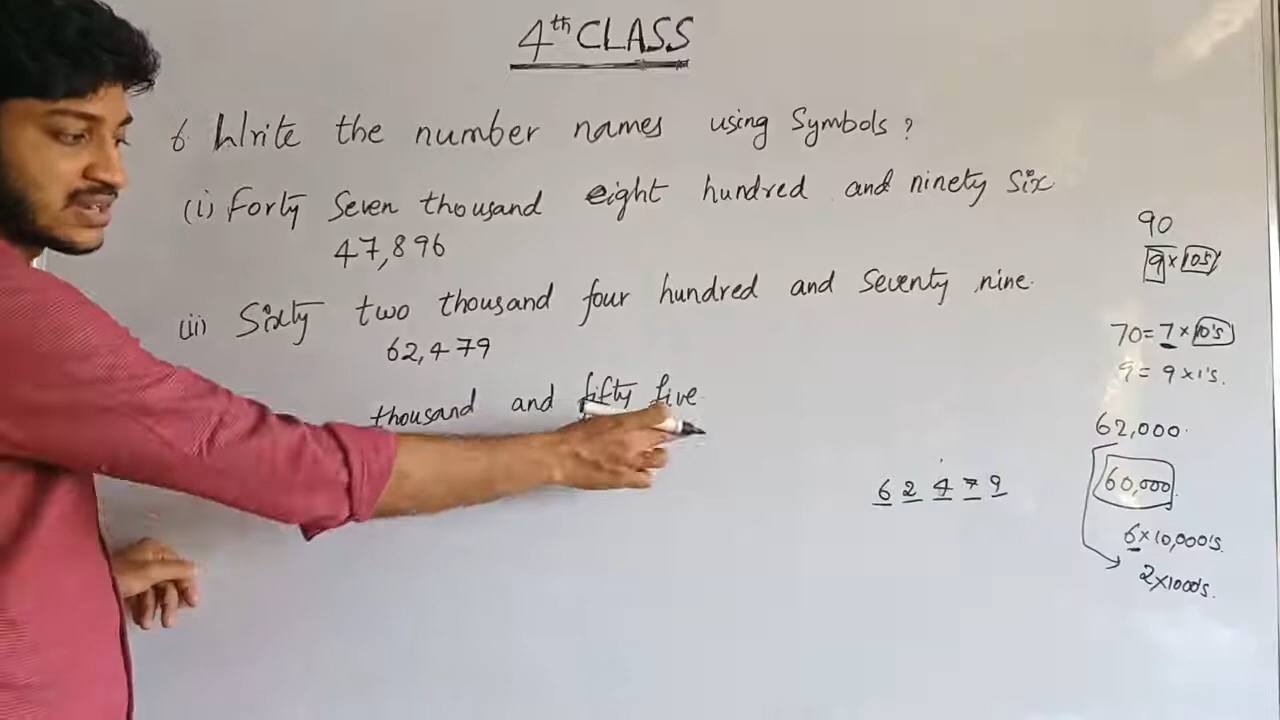 4th CLASS
6 Write the number names using Symbols ?
(i) Forty Seven thousand eight hundred and ninety Six
47,896
(ii) Sixty two thousand four hundred and Seventy nine.
62,479
thousand and fifty five
90
9 × 10's
70 = 7 × 10's
9 = 9 × 1's.
62,000.
60,000
6 × 10,000's.
2 × 1000's.
6 2 4 7 9